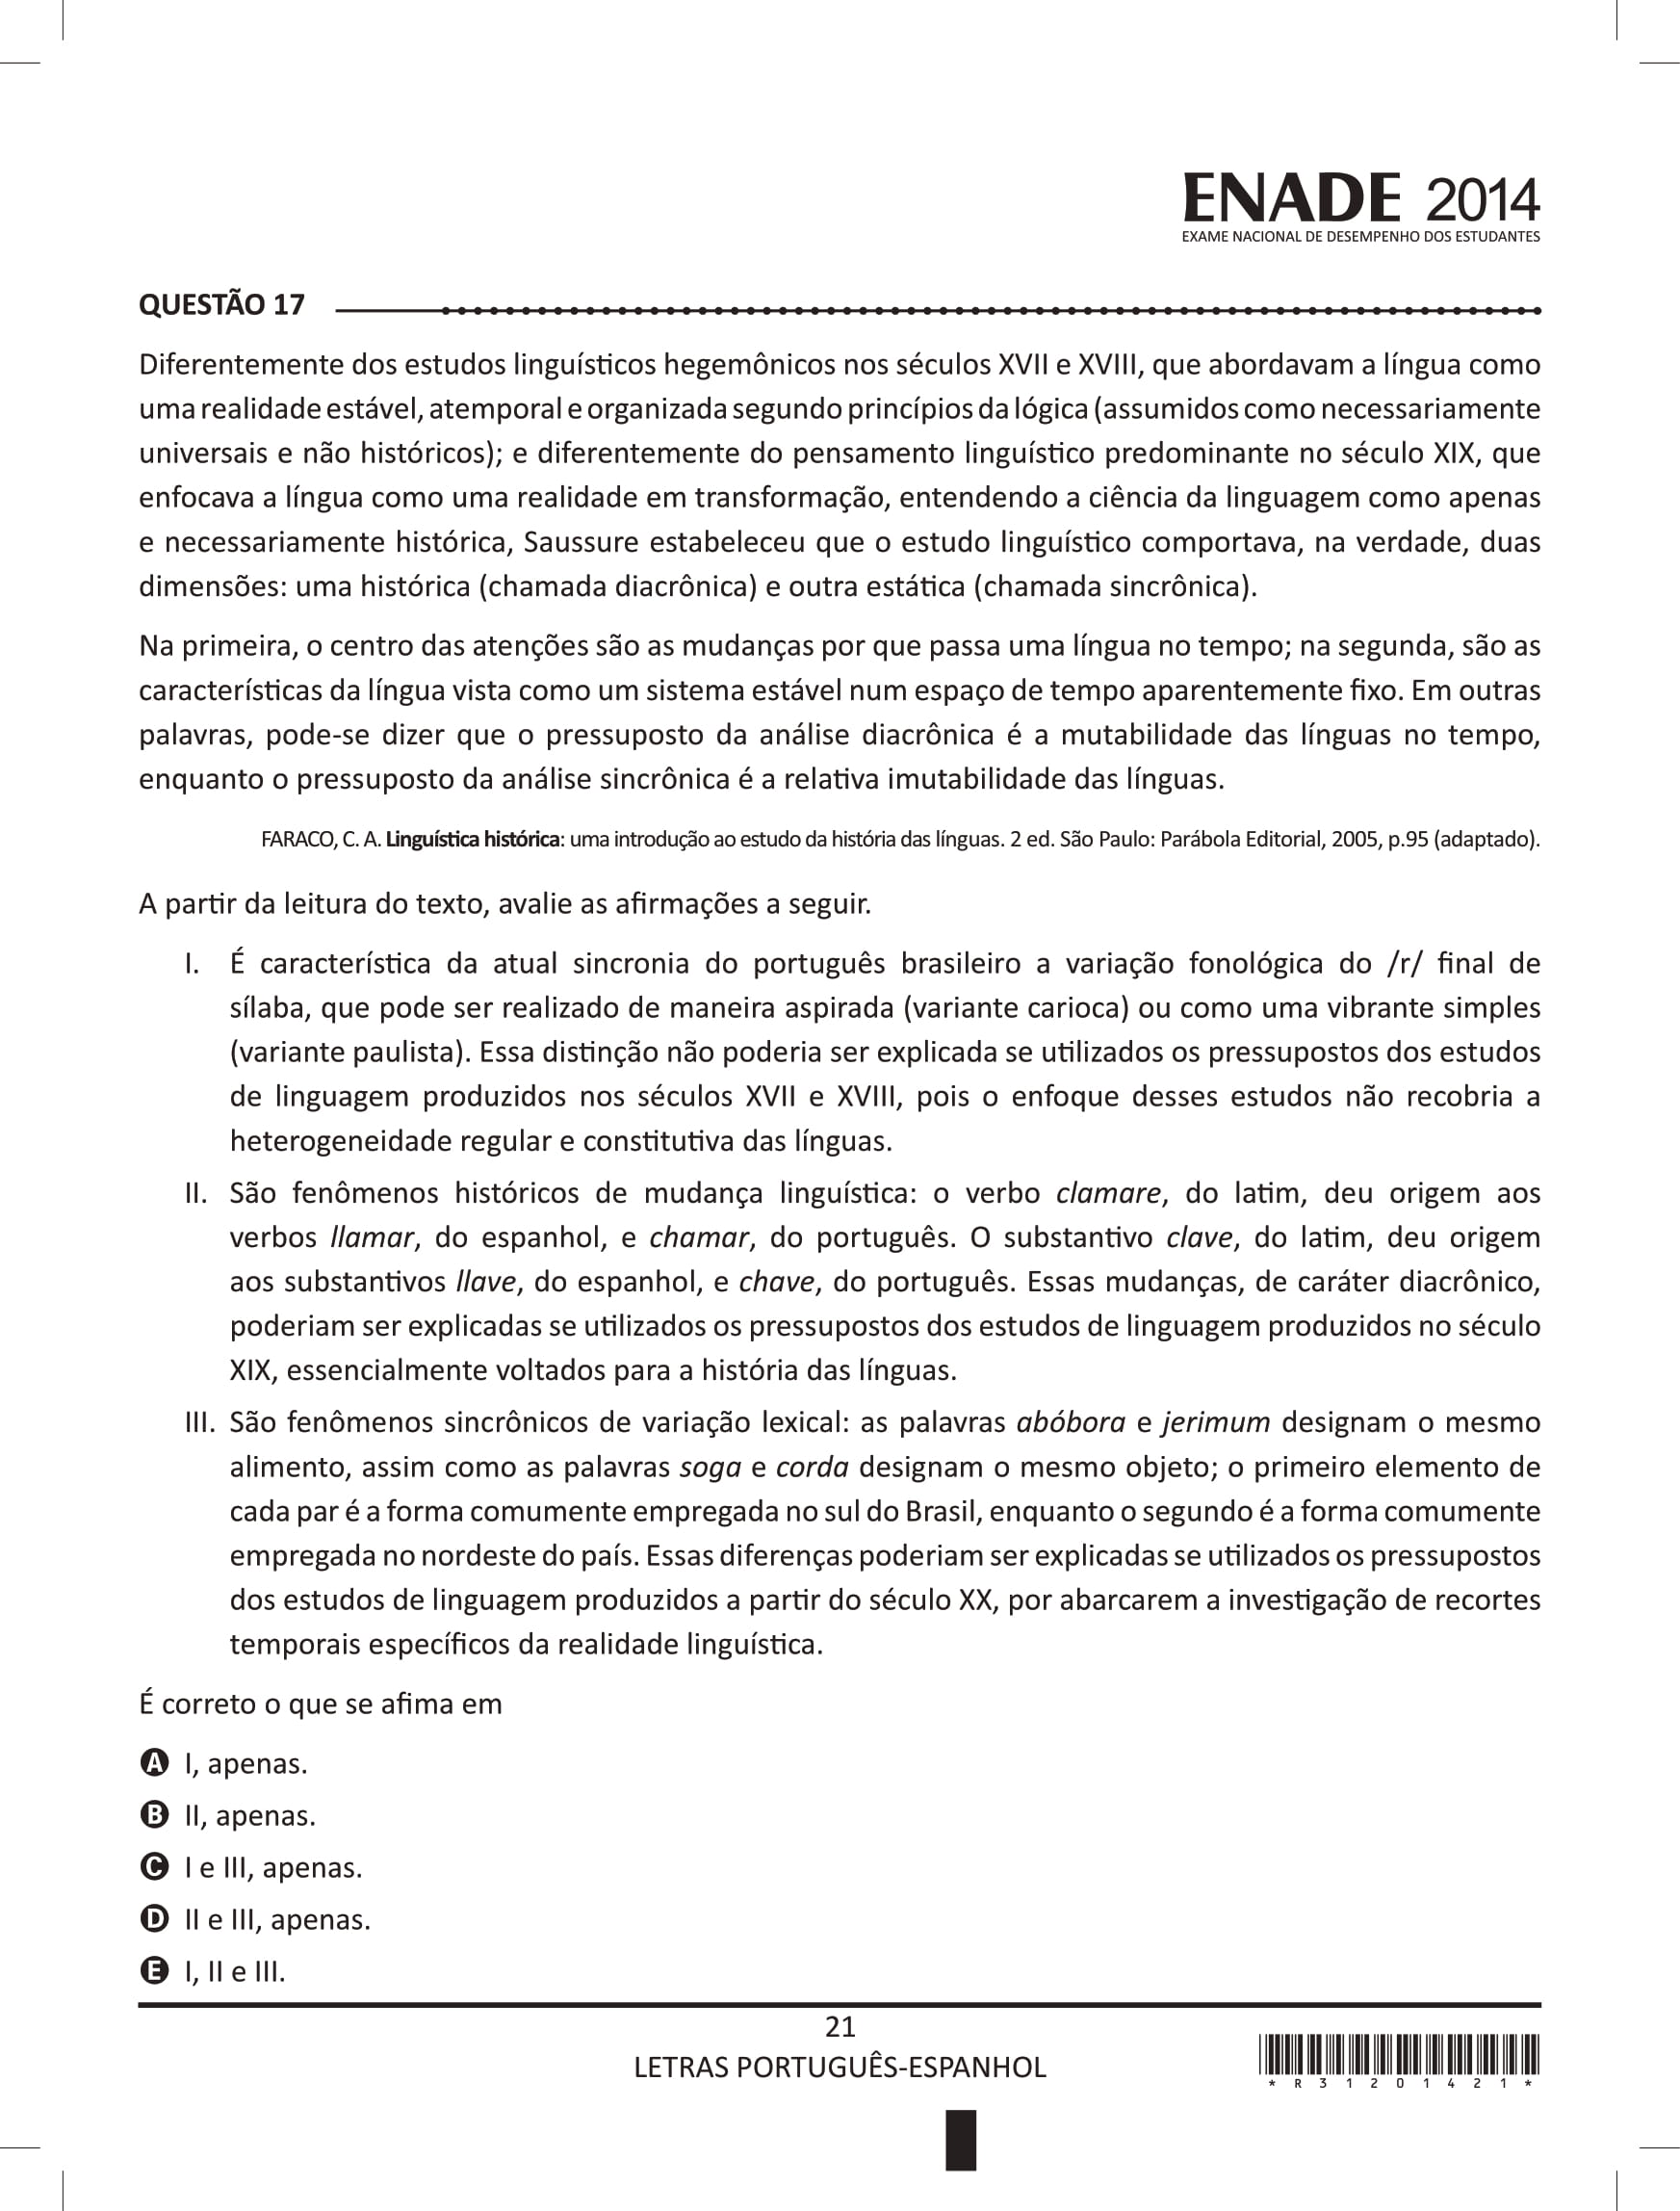 ENADE 2014
EXAME NACIONAL DE DESEMPENHO DOS ESTUDANTES
QUESTÃO 17
Diferentemente dos estudos linguísticos hegemônicos nos séculos XVII e XVIII, que abordavam a língua como
uma realidade estável, atemporal e organizada segundo princípios da lógica (assumidos como necessariamente
universais e não históricos); e diferentemente do pensamento linguístico predominante no século XIX, que
enfocava a língua como uma realidade em transformação, entendendo a ciência da linguagem como apenas
e necessariamente histórica, Saussure estabeleceu que o estudo linguístico comportava, na verdade, duas
dimensões: uma histórica (chamada diacrônica) e outra estática (chamada sincrônica).
Na primeira, o centro das atenções são as mudanças por que passa uma língua no tempo; na segunda, são as
características da língua vista como um sistema estável num espaço de tempo aparentemente fixo. Em outras
palavras, pode-se dizer que o pressuposto da análise diacrônica é a mutabilidade das línguas no tempo,
enquanto o pressuposto da análise sincrônica é a relativa imutabilidade das línguas.
FARACO, C. A. Linguística histórica: uma introdução ao estudo da história das línguas. 2 ed. São Paulo: Parábola Editorial, 2005, p.95 (adaptado).
A partir da leitura do texto, avalie as afirmações a seguir.
I. É característica da atual sincronia do português brasileiro a variação fonológica do /r/ final de
sílaba, que pode ser realizado de maneira aspirada (variante carioca) ou como uma vibrante simples
(variante paulista). Essa distinção não poderia ser explicada se utilizados os pressupostos dos estudos
de linguagem produzidos nos séculos XVII e XVIII, pois o enfoque desses estudos não recobria a
heterogeneidade regular e constitutiva das línguas.
II. São fenômenos históricos de mudança linguística: o verbo clamare, do latim, deu origem aos
verbos llamar, do espanhol, e chamar, do português. O substantivo clave, do latim, deu origem
aos substantivos llave, do espanhol, e chave, do português. Essas mudanças, de caráter diacrônico,
poderiam ser explicadas se utilizados os pressupostos dos estudos de linguagem produzidos no século
XIX, essencialmente voltados para a história das línguas.
III. São fenômenos sincrônicos de variação lexical: as palavras abóbora e jerimum designam o mesmo
alimento, assim como as palavras soga e corda designam o mesmo objeto; o primeiro elemento de
cada par é a forma comumente empregada no sul do Brasil, enquanto o segundo é a forma comumente
empregada no nordeste do país. Essas diferenças poderiam ser explicadas se utilizados os pressupostos
dos estudos de linguagem produzidos a partir do século XX, por abarcarem a investigação de recortes
temporais específicos da realidade linguística.
É correto o que se afima em
A I, apenas.
B II, apenas.
C I e III, apenas.
D II e III, apenas.
E I, II e III.
21
LETRAS PORTUGUÊS-ESPANHOL
* R 3 1 2 0 1 4 2 1 *